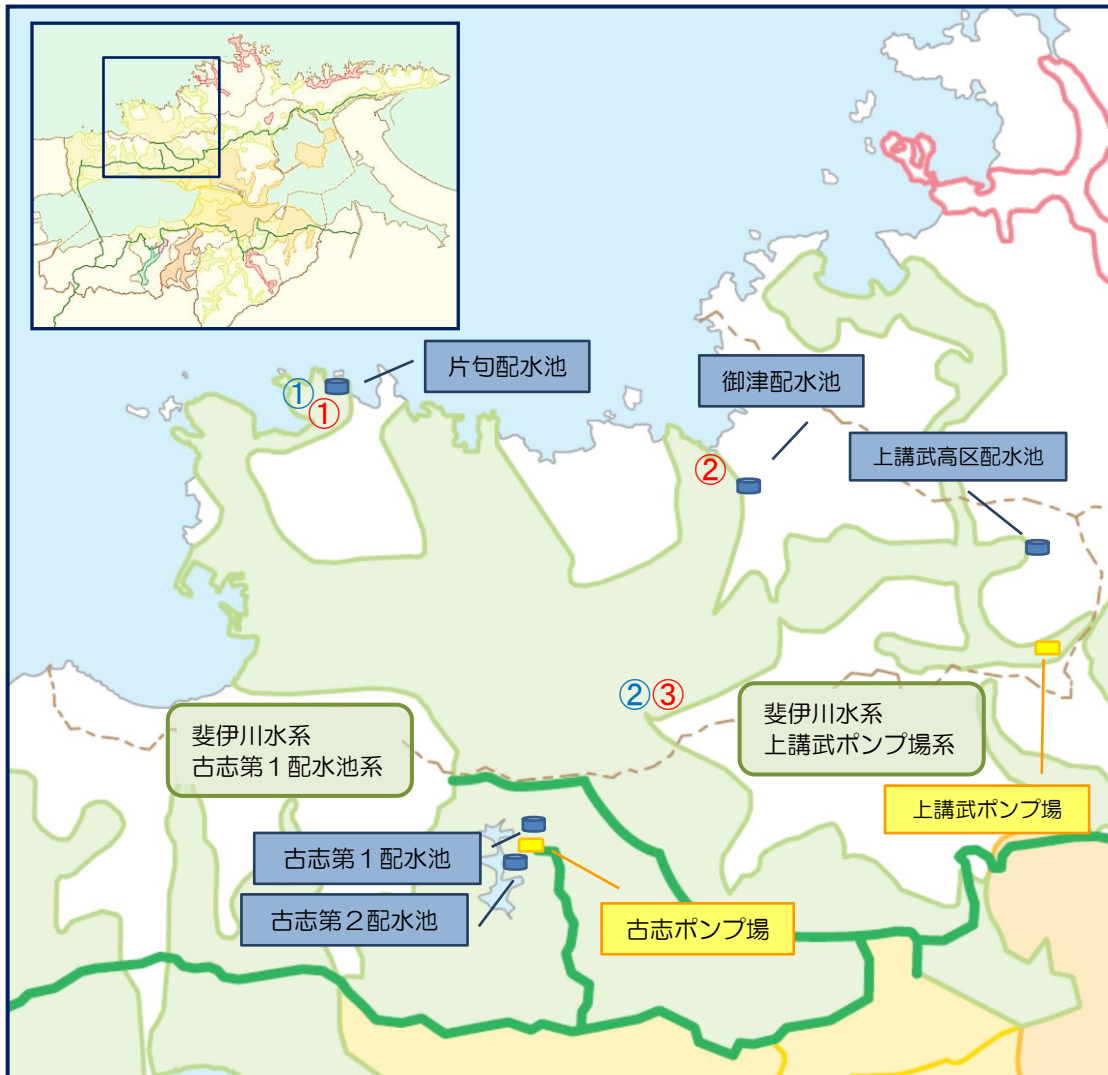 片句配水池
御津配水池
①
①
②
上講武高区配水池
②③
斐伊川水系
古志第1配水池系
斐伊川水系
上講武ポンプ場系
上講武ポンプ場
古志第１配水池
古志第２配水池
古志ポンプ場